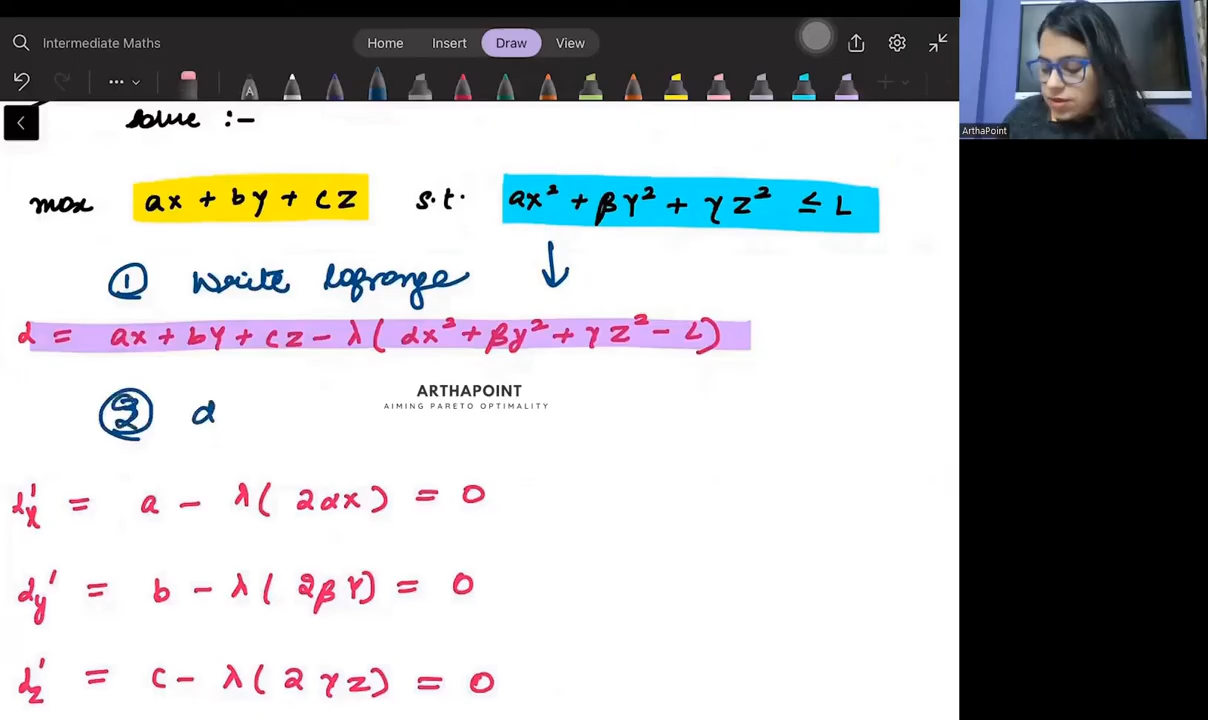 Intermediate Maths Home Insert Draw View
ArthaPoint
solve :-
max ax + by + cz s.t. αx² + βy² + γz² ≤ L
① Write lagrange
L = ax + by + cz - λ( αx² + βy² + γz² - L)
ARTHAPOINT
AIMING PARETO OPTIMALITY
② L
L'x = a - λ( 2αx) = 0
L'y = b - λ( 2βy) = 0
L'z = c - λ( 2γz) = 0